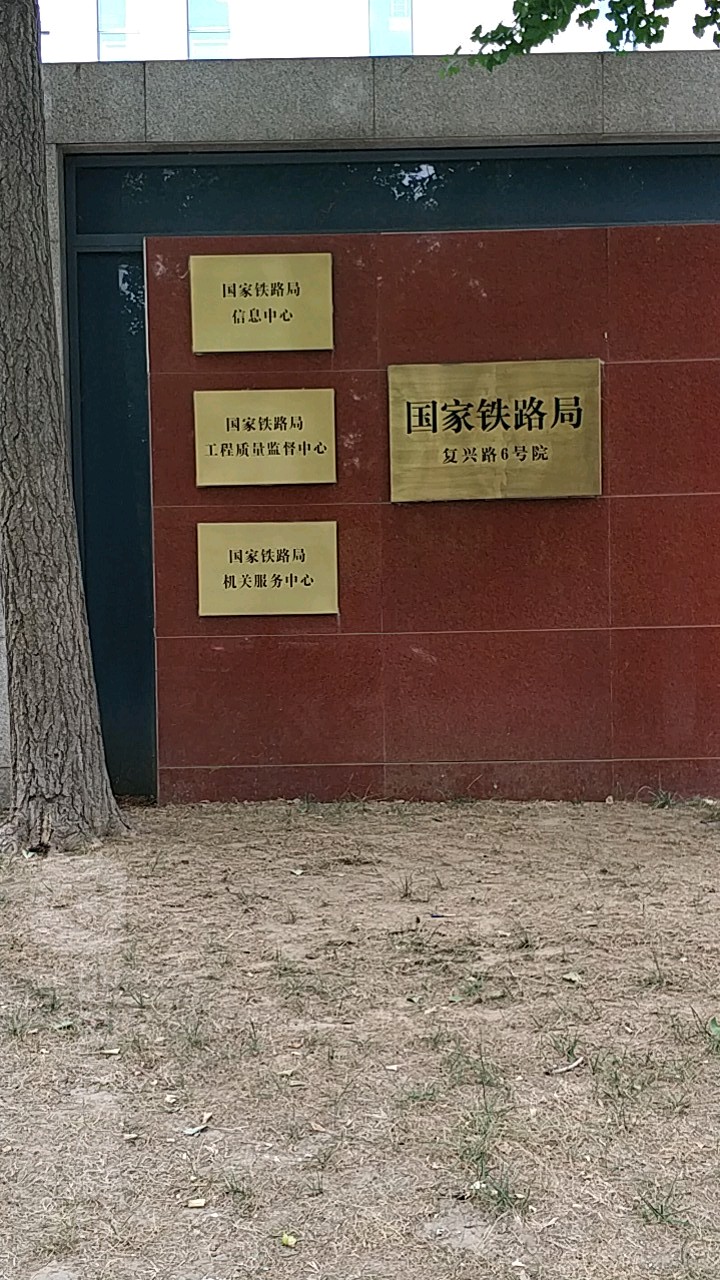 国家铁路局
信息中心
国家铁路局
工程质量监督中心
国家铁路局
机关服务中心
国家铁路局
复兴路6号院